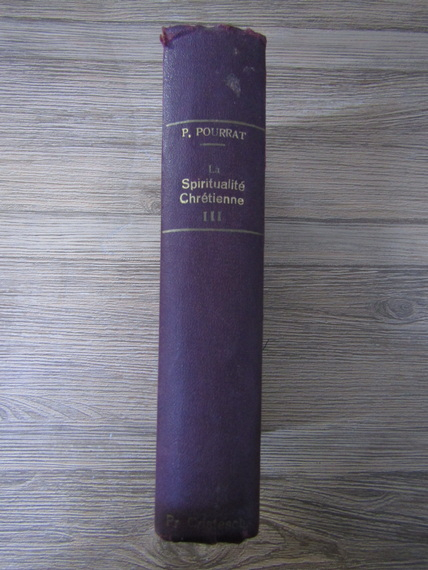 P. POURRAT
La
Spiritualité
Chrétienne
III